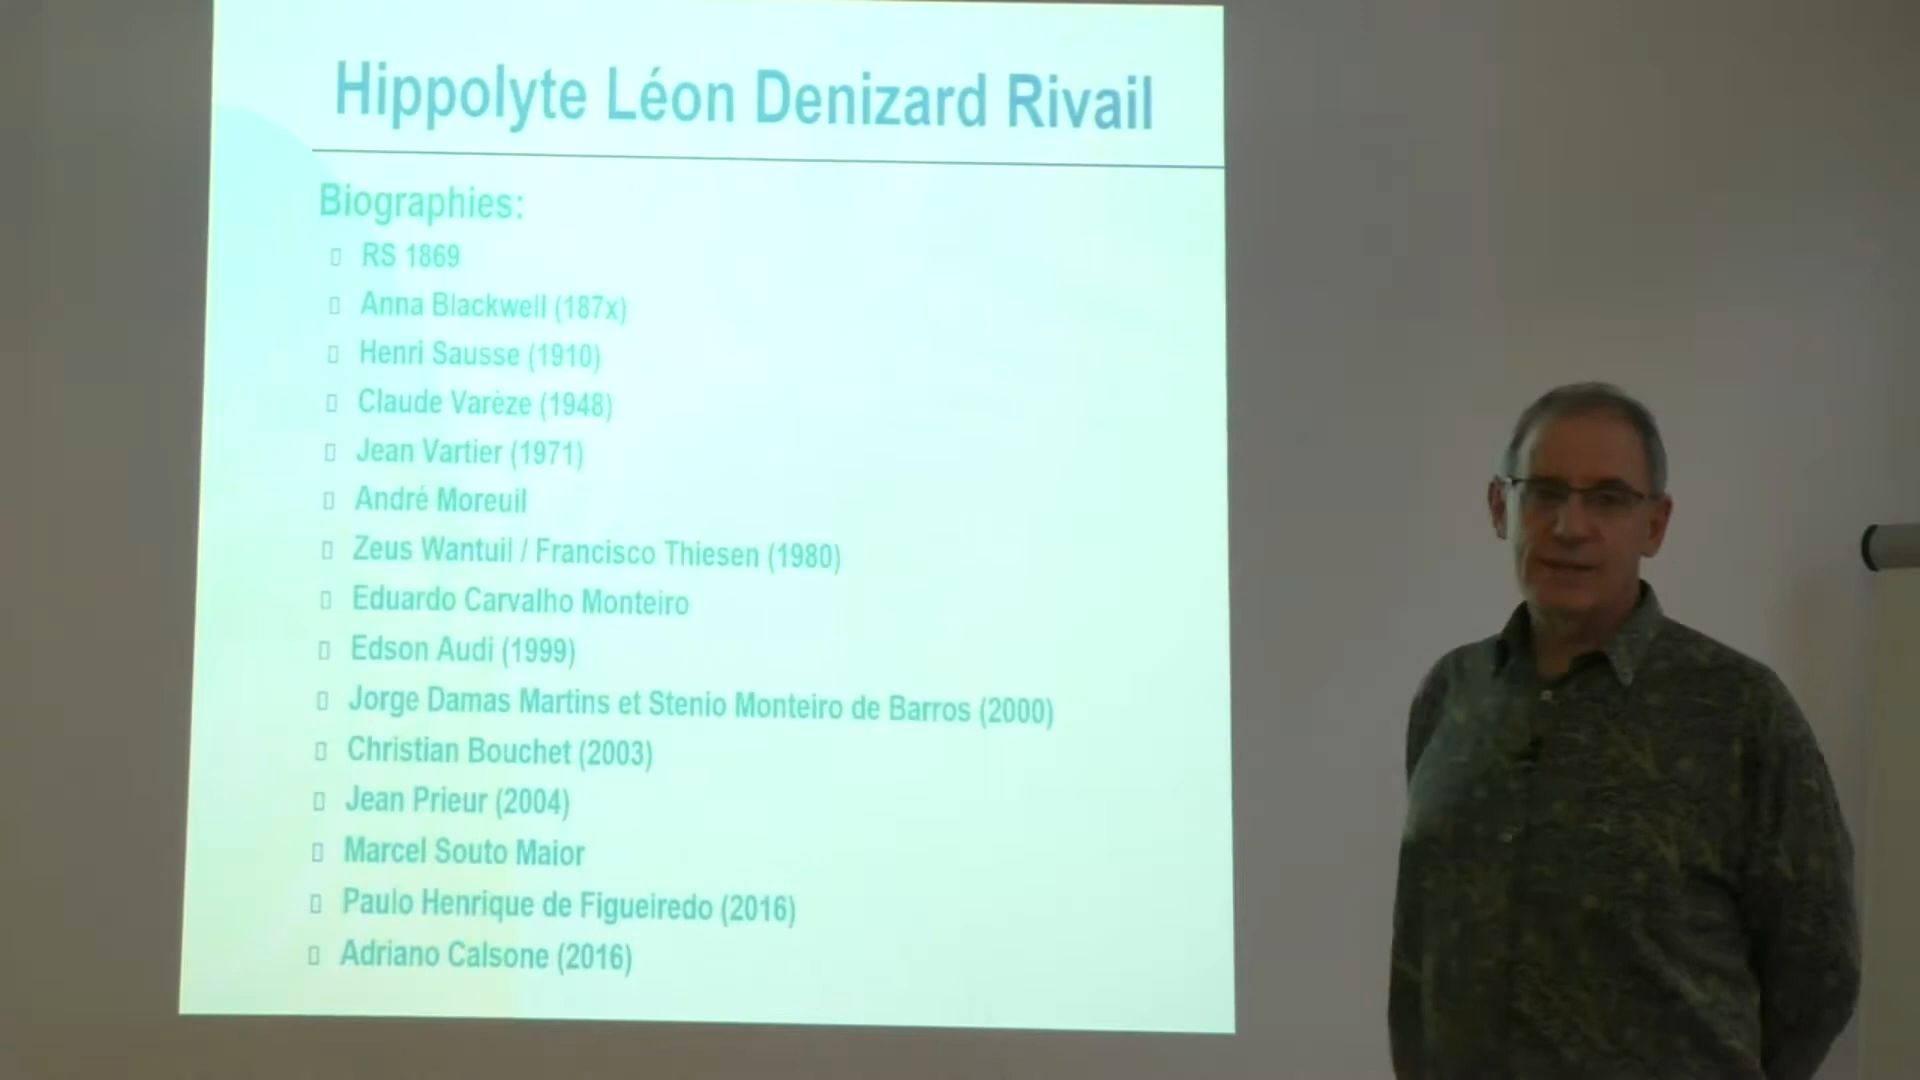 Hippolyte Léon Denizard Rivail
Biographies:
RS 1869
Anna Blackwell (187x)
Henri Sausse (1910)
Claude Varèze (1948)
Jean Vartier (1971)
André Moreuil
Zeus Wantuil / Francisco Thiesen (1980)
Eduardo Carvalho Monteiro
Edson Audi (1999)
Jorge Damas Martins et Stenio Monteiro de Barros (2000)
Christian Bouchet (2003)
Jean Prieur (2004)
Marcel Souto Maior
Paulo Henrique de Figueiredo (2016)
Adriano Calsone (2016)